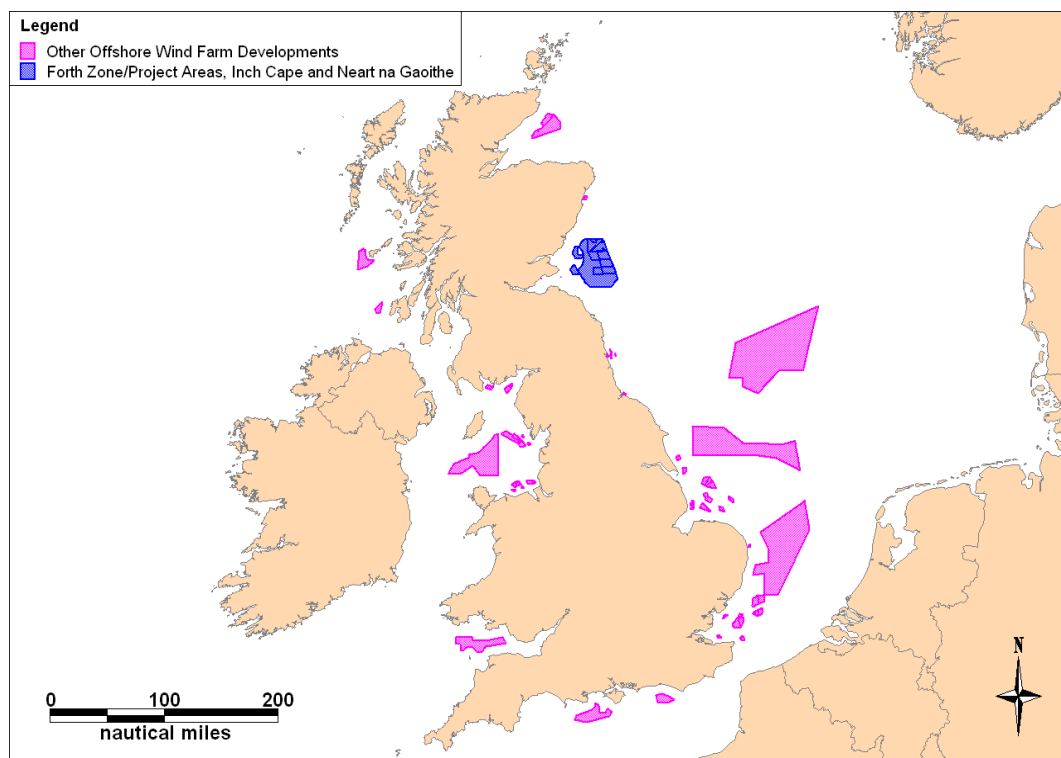 Legend
Other Offshore Wind Farm Developments
Forth Zone/Project Areas, Inch Cape and Neart na Gaoithe
N
0 100 200
nautical miles